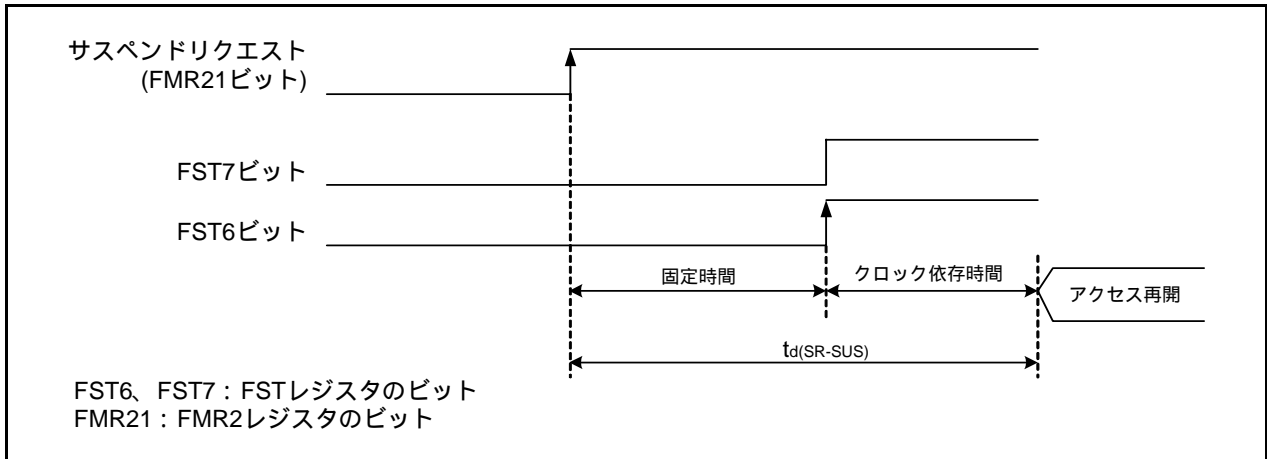 サスペンドリクエスト
(FMR21ビット)
FST7ビット
FST6ビット
固定時間
クロック依存時間
アクセス再開
td(SR-SUS)
FST6、FST7：FSTレジスタのビット
FMR21：FMR2レジスタのビット